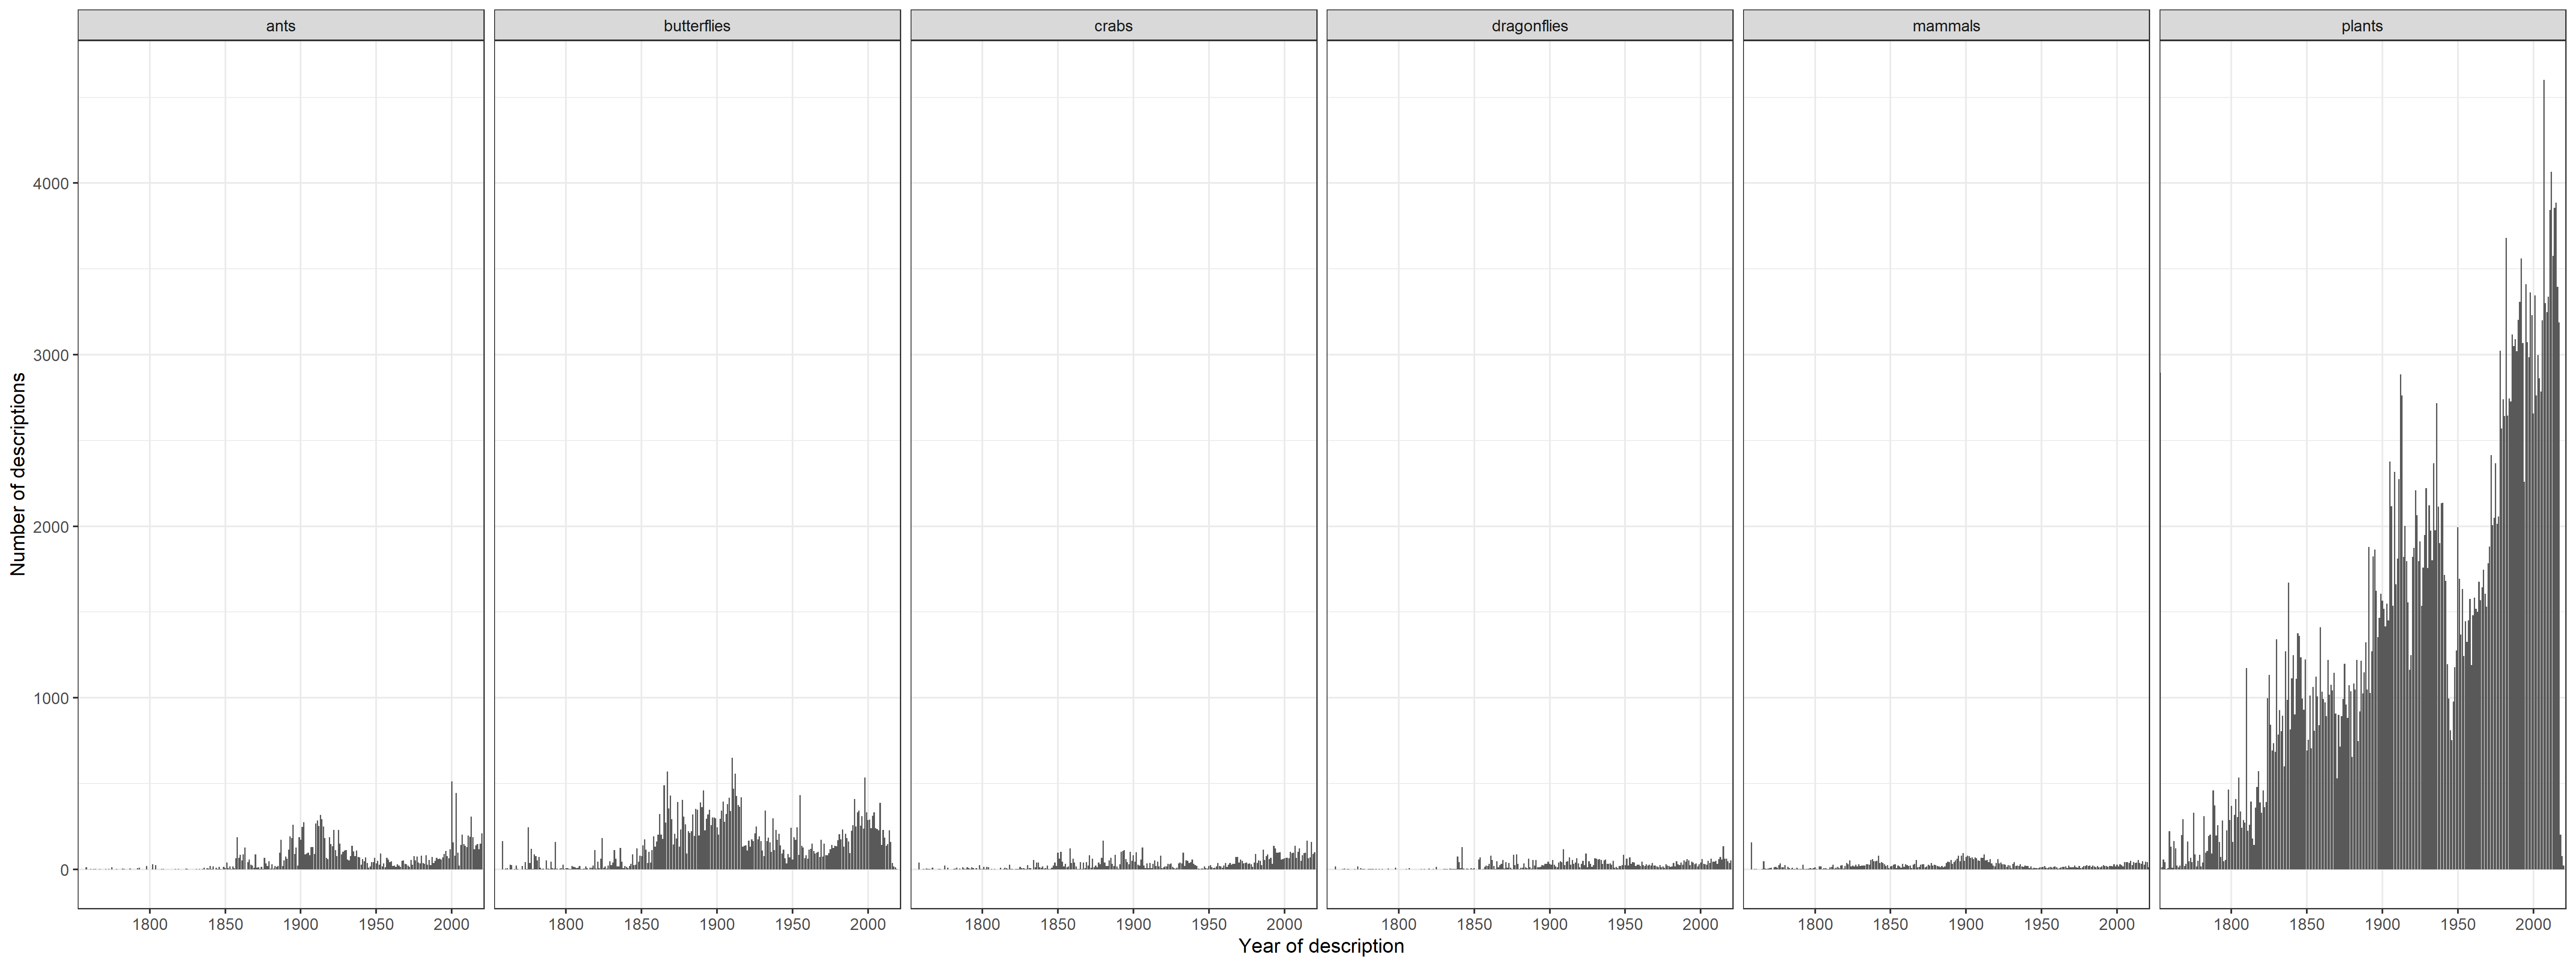 ants butterflies crabs dragonflies mammals plants
Number of descriptions
4000
3000
2000
1000
0
1800 1850 1900 1950 2000 1800 1850 1900 1950 2000 1800 1850 1900 1950 2000 1800 1850 1900 1950 2000 1800 1850 1900 1950 2000 1800 1850 1900 1950 2000
Year of description